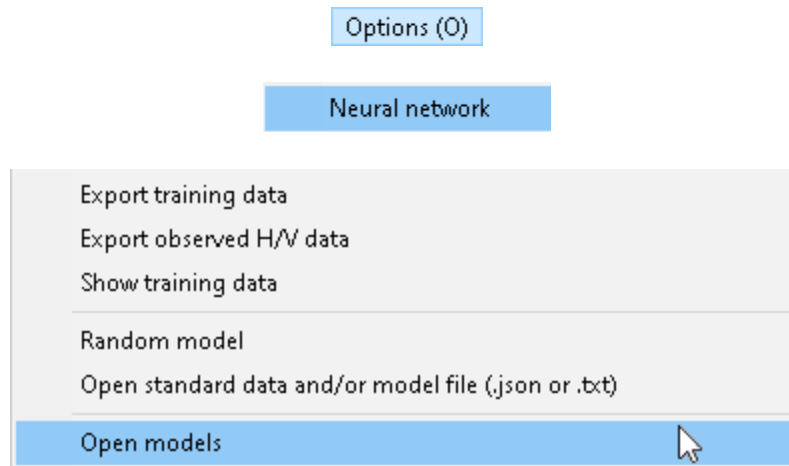 Options (O)
Neural network
Export training data
Export observed H/V data
Show training data
Random model
Open standard data and/or model file (.json or .txt)
Open models